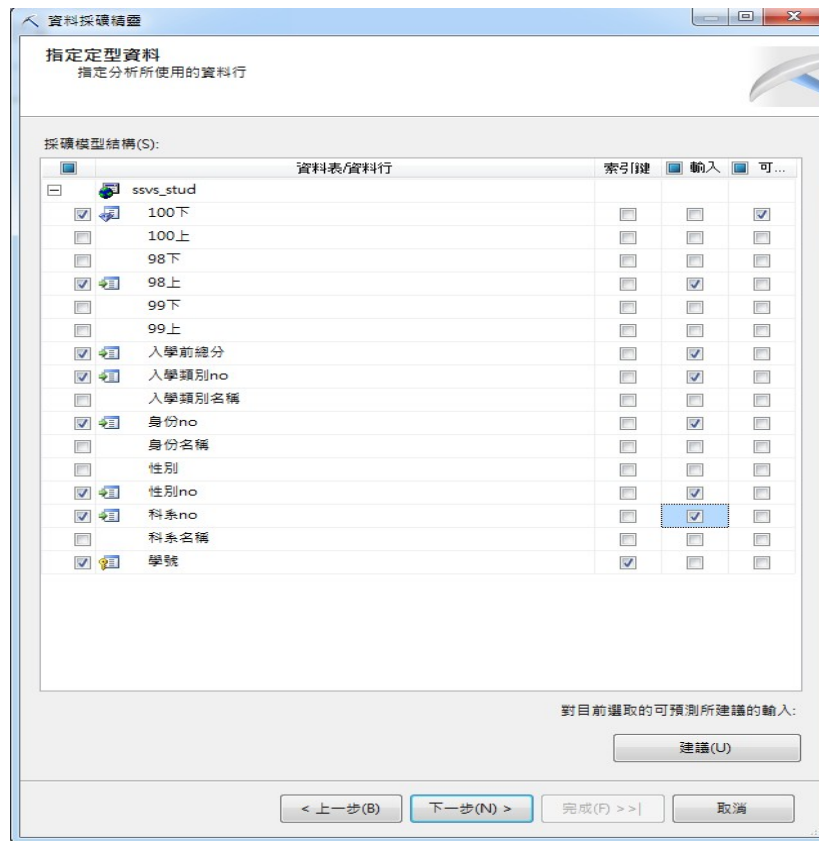 資料採礦精靈
指定定型資料
指定分析所使用的資料行
採礦模型結構(S):
資料表/資料行 索引鍵 輸入 可...
ssvs_stud
100下
100上
98下
98上
99下
99上
入學前總分
入學類別no
入學類別名稱
身份no
身份名稱
性別
性別no
科系no
科系名稱
學號
對目前選取的可預測所建議的輸入:
建議(U)
< 上一步(B) 下一步(N) > 完成(F) >>| 取消